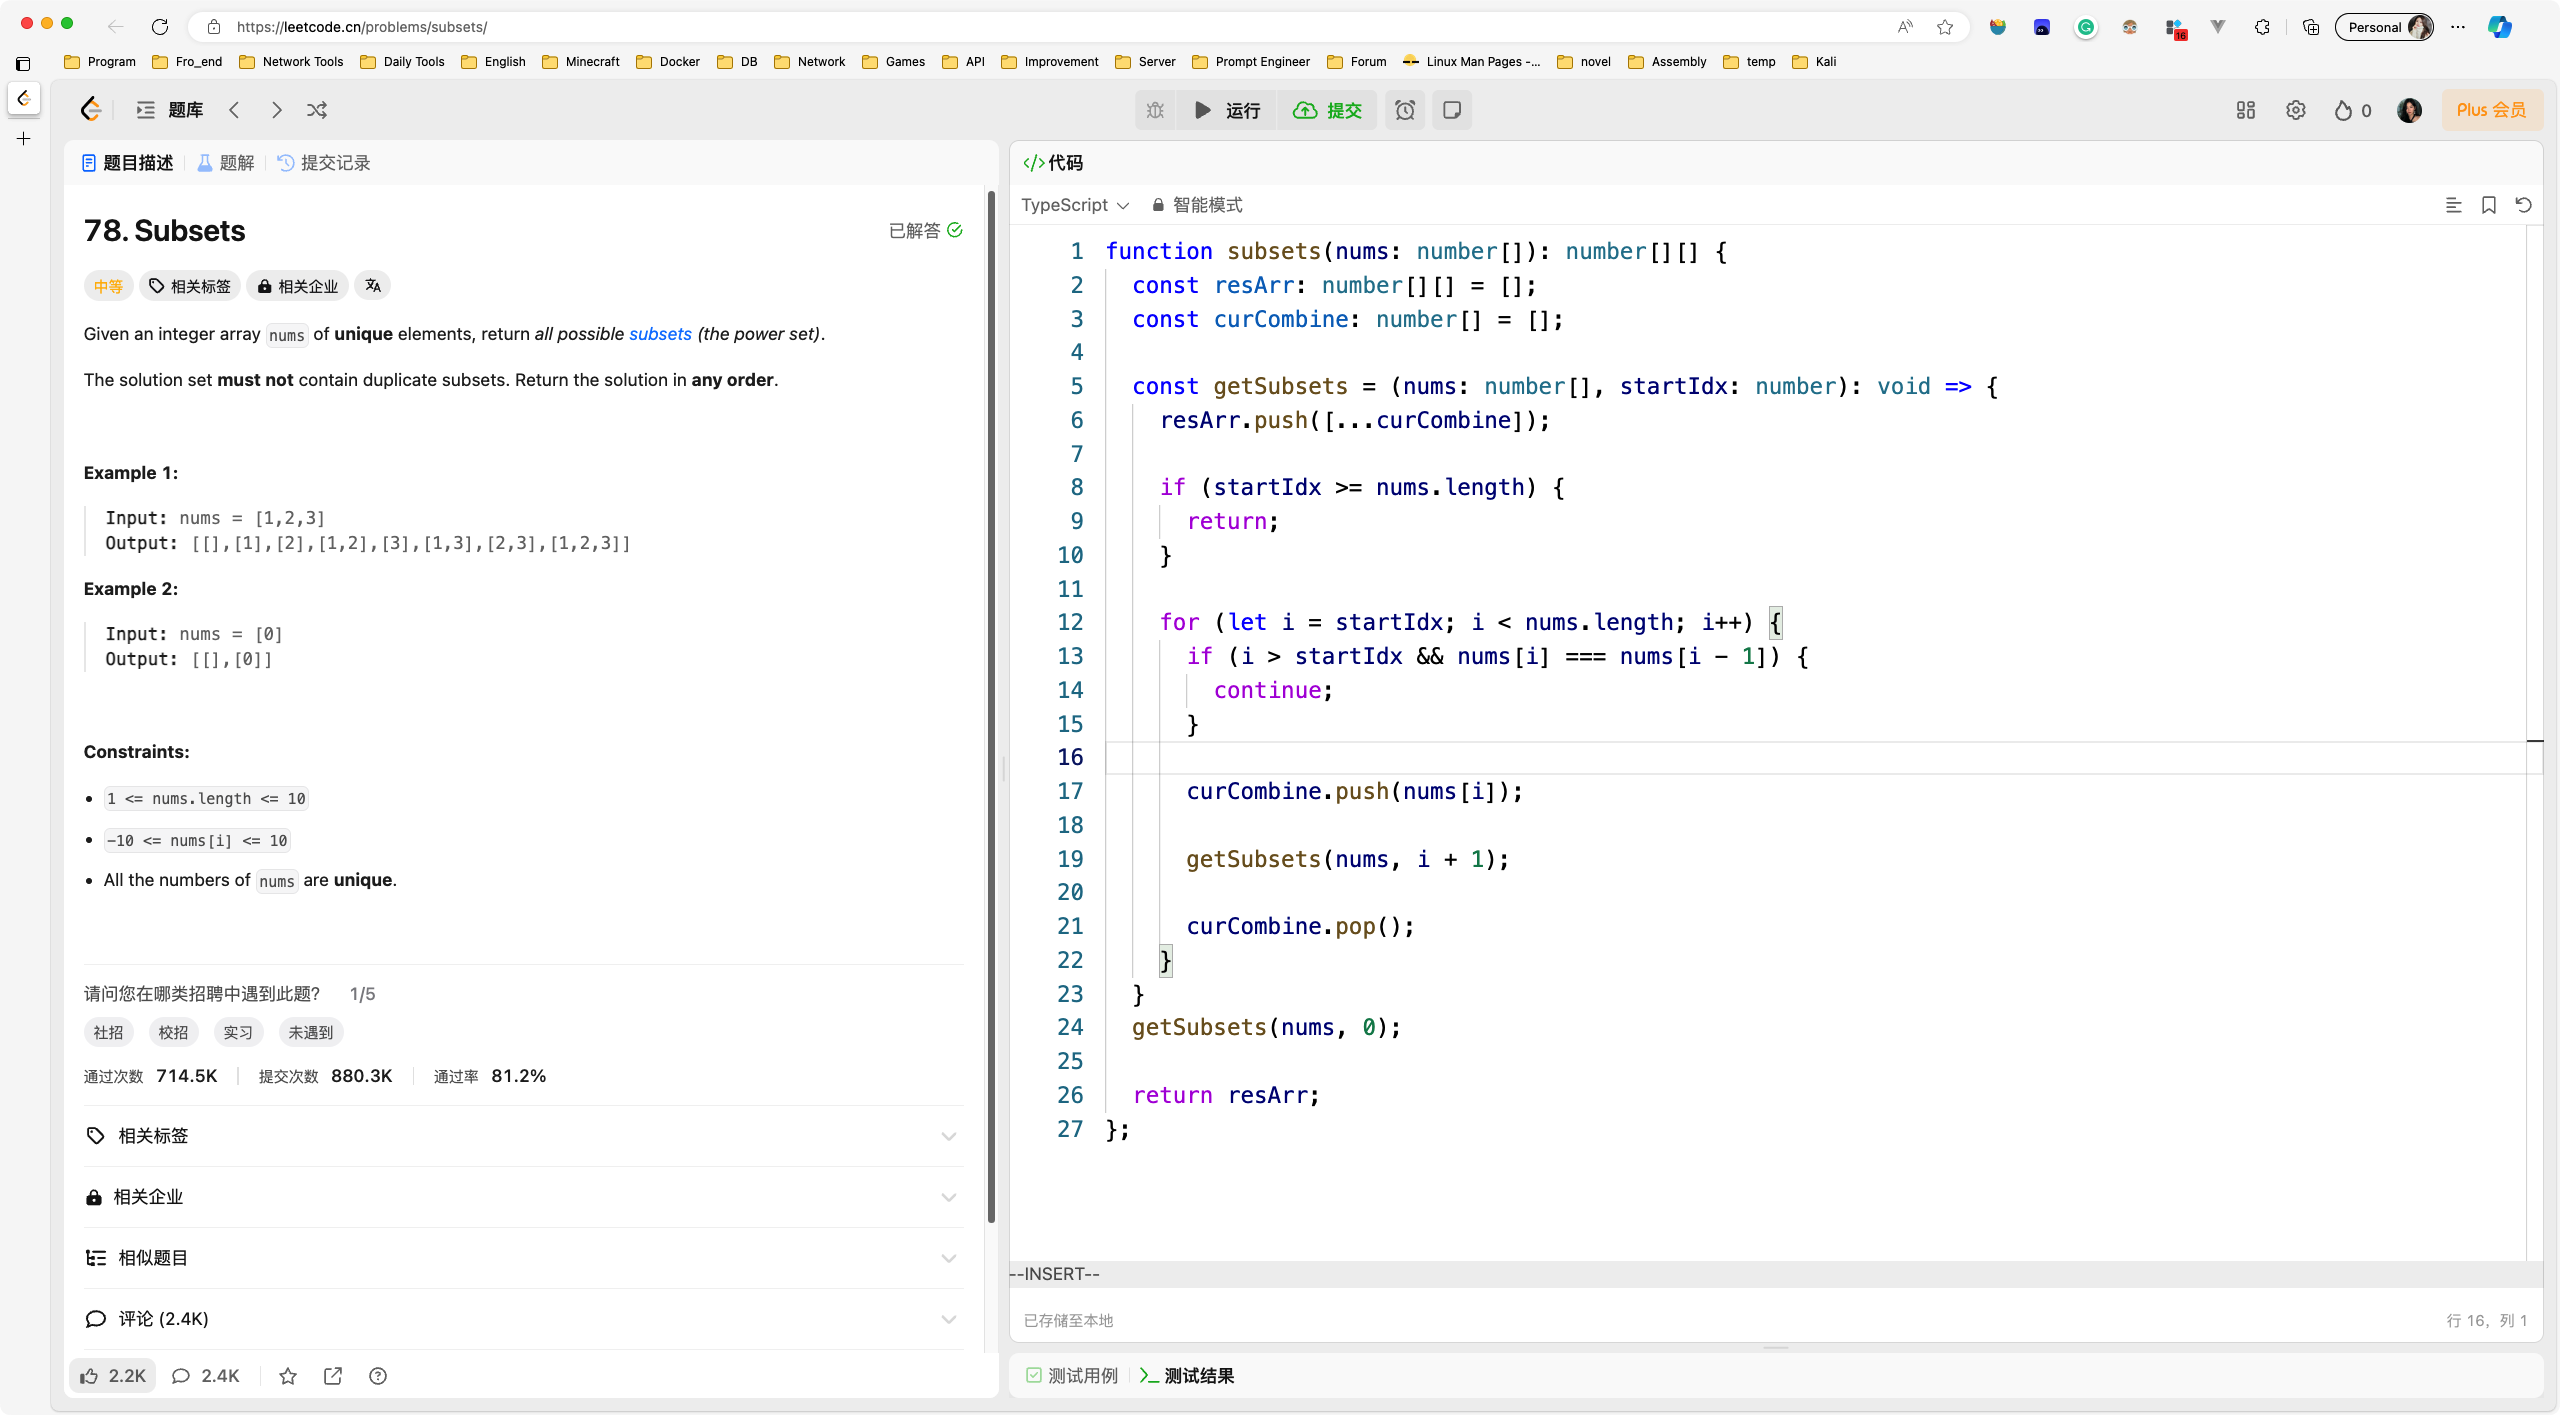 https://leetcode.cn/problems/subsets/
Personal
16
Program Fro_end Network Tools Daily Tools English Minecraft Docker DB Network Games API Improvement Server Prompt Engineer Forum Linux Man Pages -... novel Assembly temp Kali
题库
运行 提交
0 Plus 会员
题目描述 题解 提交记录
78. Subsets
已解答
中等 相关标签 相关企业
Given an integer array nums of unique elements, return all possible subsets (the power set).
The solution set must not contain duplicate subsets. Return the solution in any order.
Example 1:
Input: nums = [1,2,3]
Output: [[],[1],[2],[1,2],[3],[1,3],[2,3],[1,2,3]]
Example 2:
Input: nums = [0]
Output: [[],[0]]
Constraints:
• 1 <= nums.length <= 10
• -10 <= nums[i] <= 10
• All the numbers of nums are unique.
请问您在哪类招聘中遇到此题? 1/5
社招 校招 实习 未遇到
通过次数 714.5K 提交次数 880.3K 通过率 81.2%
相关标签
相关企业
相似题目
评论 (2.4K)
2.2K 2.4K
</>代码
TypeScript 智能模式
1 function subsets(nums: number[]): number[][] {
2 const resArr: number[][] = [];
3 const curCombine: number[] = [];
4
5 const getSubsets = (nums: number[], startIdx: number): void => {
6 resArr.push([...curCombine]);
7
8 if (startIdx >= nums.length) {
9 return;
10 }
11
12 for (let i = startIdx; i < nums.length; i++) {
13 if (i > startIdx && nums[i] === nums[i - 1]) {
14 continue;
15 }
16
17 curCombine.push(nums[i]);
18
19 getSubsets(nums, i + 1);
20
21 curCombine.pop();
22 }
23 }
24 getSubsets(nums, 0);
25
26 return resArr;
27 };
--INSERT--
已存储至本地
行 16, 列 1
测试用例 测试结果